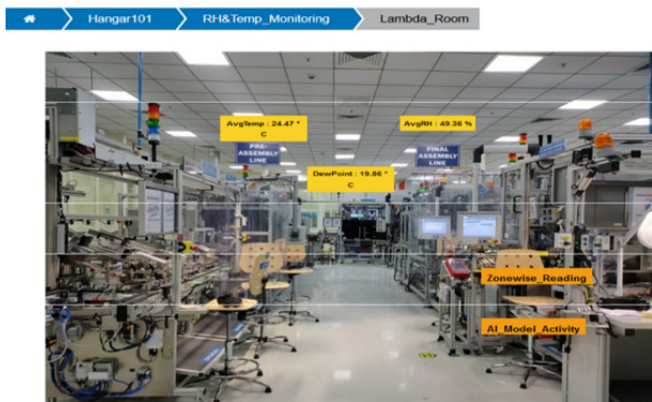 Hangar101
RH&Temp_Monitoring
Lambda_Room
AvgTemp : 24.47 °
C
AvgRH : 49.36 %
PRE-
ASSEMBLY
LINE
FINAL
ASSEMBLY
LINE
DewPoint : 19.86 °
C
Zonewise_Reading
AI_Model_Activity